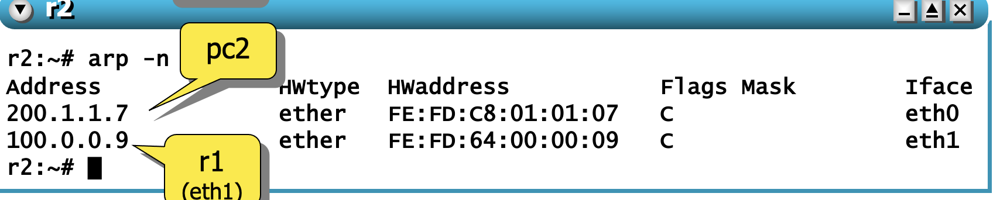 r2
r2:~# arp -n
pc2
Address HWtype HWaddress Flags Mask Iface
200.1.1.7 ether FE:FD:C8:01:01:07 C eth0
100.0.0.9 ether FE:FD:64:00:00:09 C eth1
r2:~#
r1
(eth1)